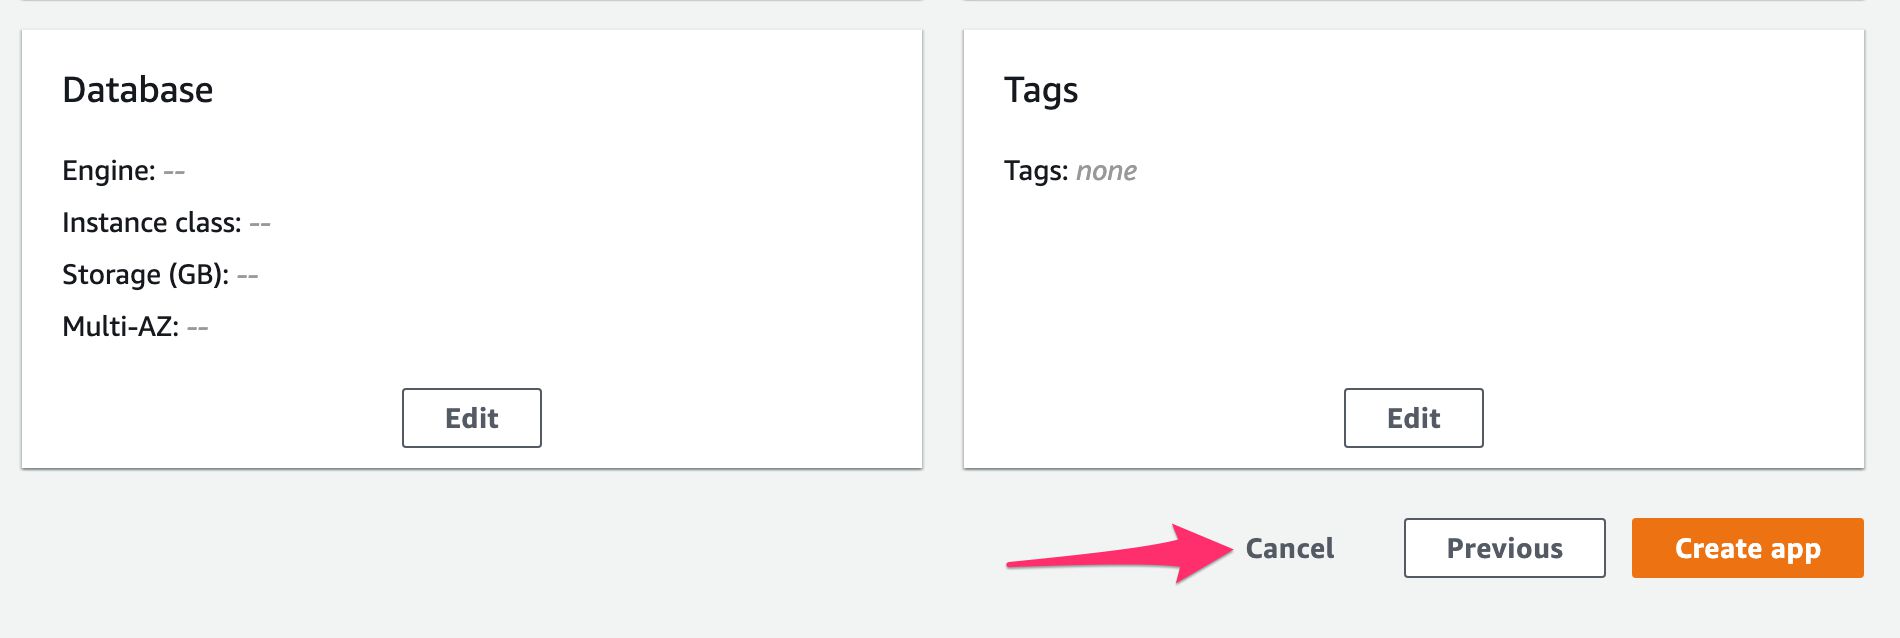 Database
Engine: --
Instance class: --
Storage (GB): --
Multi-AZ: --
Edit
Tags
Tags: none
Edit
Cancel
Previous
Create app